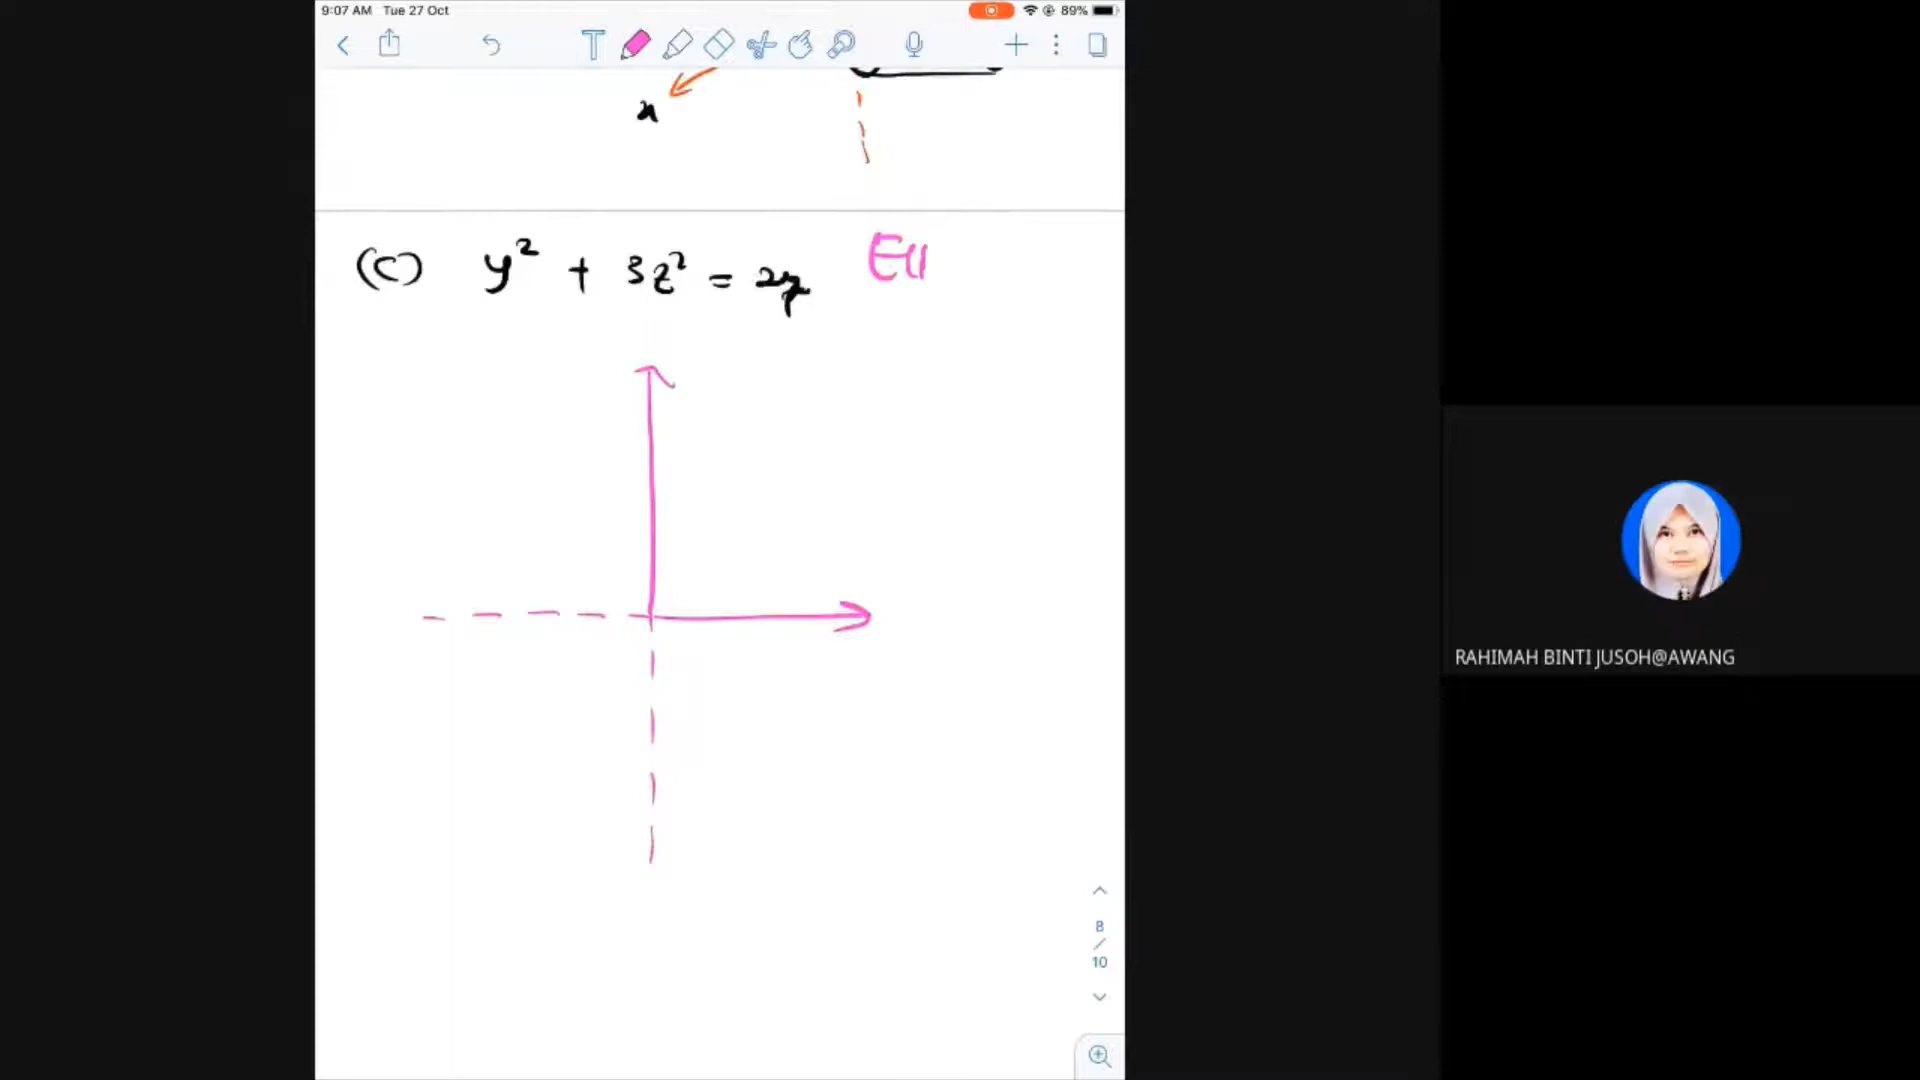 9:07 AM Tue 27 Oct 89%
T
x
(C) y² + 3z² = 2x Ell
8
/
10
RAHIMAH BINTI JUSOH@AWANG